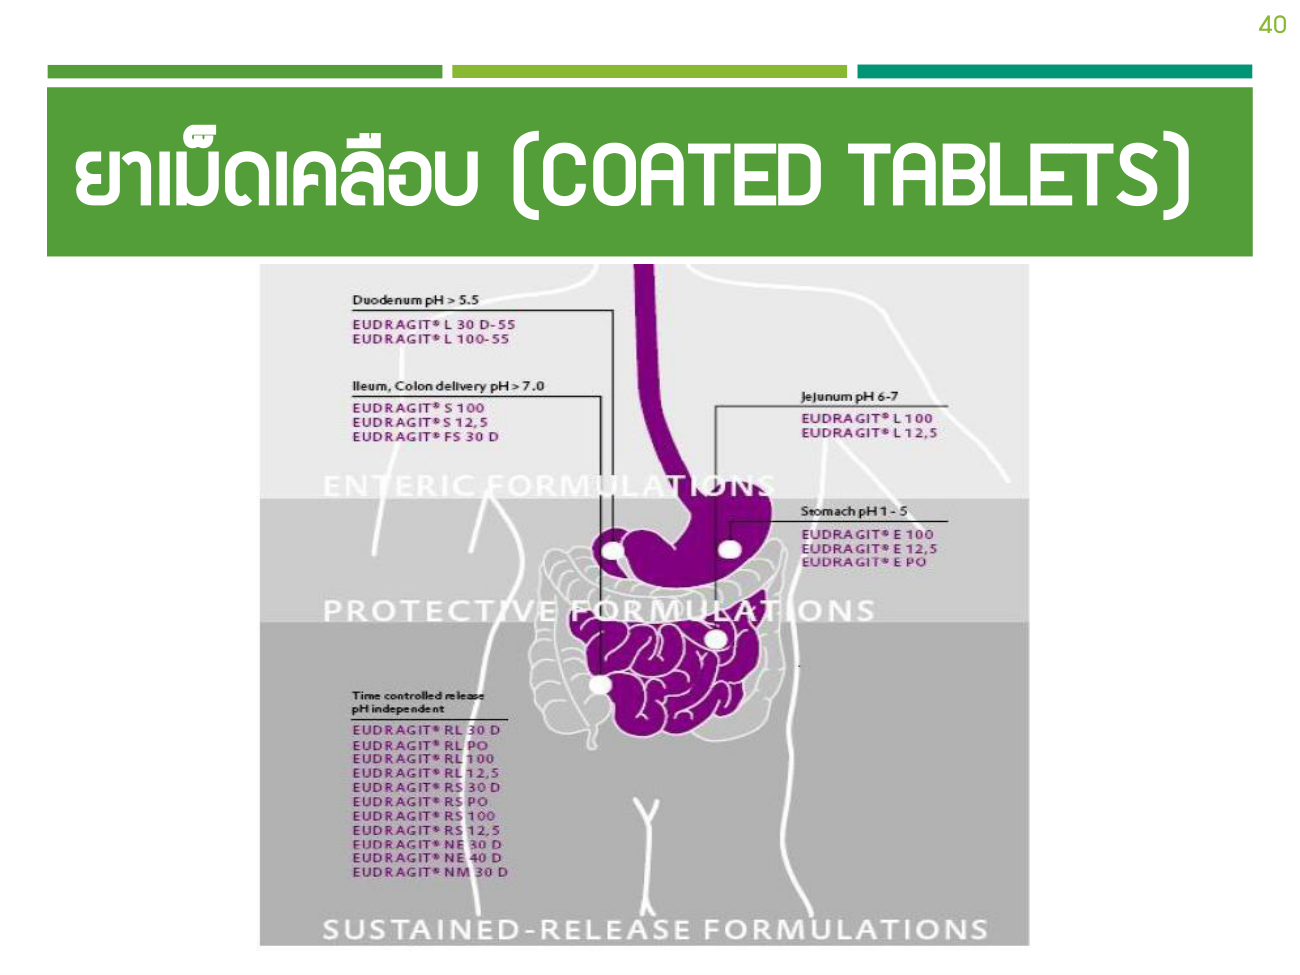 40
ยาเม็ดเคลือบ (COATED TABLETS)
Duodenum pH > 5.5
EUDRAGIT® L 30 D-55
EUDRAGIT® L 100-55
Ileum, Colon delivery pH > 7.0
EUDRAGIT® S 100
EUDRAGIT® S 12,5
EUDRAGIT® FS 30 D
Jejunum pH 6-7
EUDRAGIT® L 100
EUDRAGIT® L 12,5
ENTERIC FORMULATIONS
Stomach pH 1 - 5
EUDRAGIT® E 100
EUDRAGIT® E 12,5
EUDRAGIT® E PO
PROTECTIVE FORMULATIONS
Time controlled release
pH independent
EUDRAGIT® RL 30 D
EUDRAGIT® RL PO
EUDRAGIT® RL 100
EUDRAGIT® RL 12,5
EUDRAGIT® RS 30 D
EUDRAGIT® RS PO
EUDRAGIT® RS 100
EUDRAGIT® RS 12,5
EUDRAGIT® NE 30 D
EUDRAGIT® NE 40 D
EUDRAGIT® NM 30 D
SUSTAINED-RELEASE FORMULATIONS